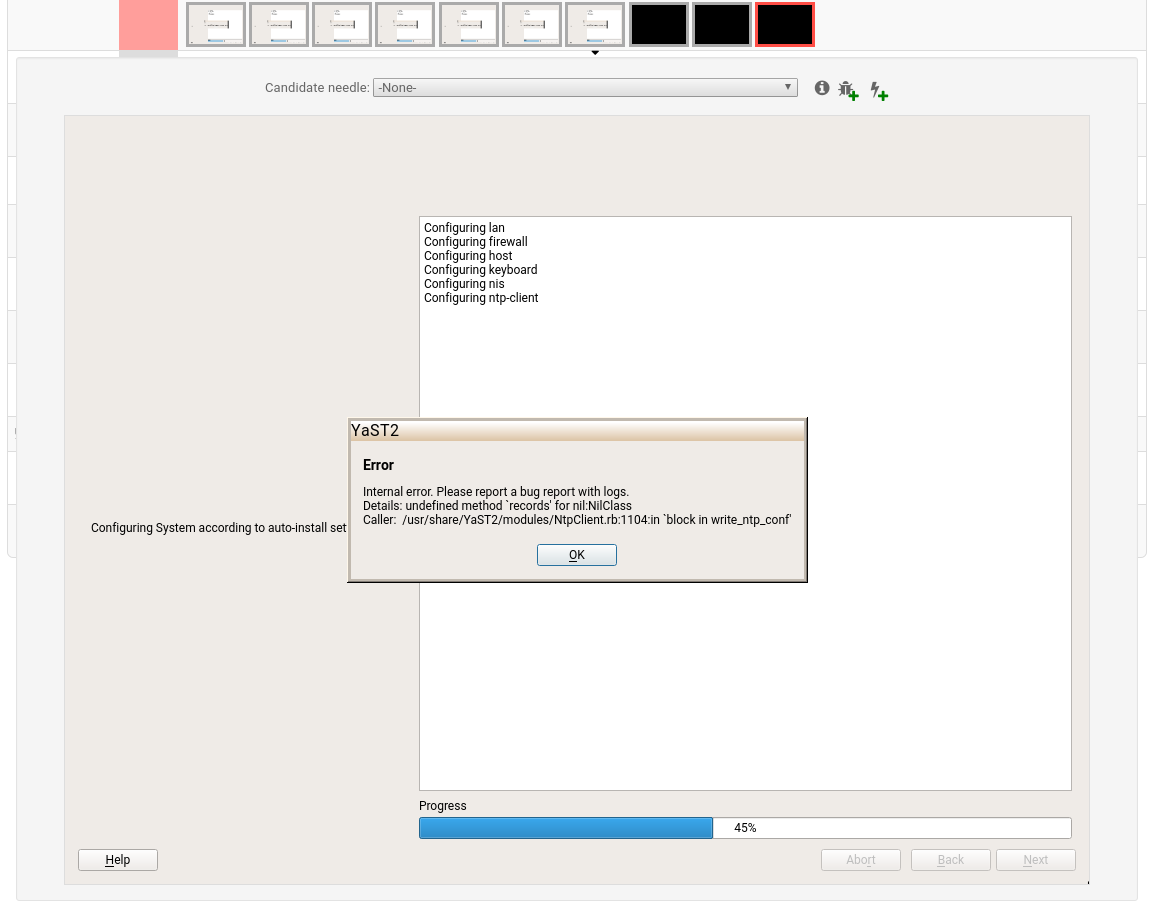 Candidate needle: -None-
Configuring lan
Configuring firewall
Configuring host
Configuring keyboard
Configuring nis
Configuring ntp-client
YaST2
Error
Internal error. Please report a bug report with logs.
Details: undefined method `records' for nil:NilClass
Caller:  /usr/share/YaST2/modules/NtpClient.rb:1104:in `block in write_ntp_conf'
Configuring System according to auto-install set
OK
Progress
45%
Help Abort Back Next